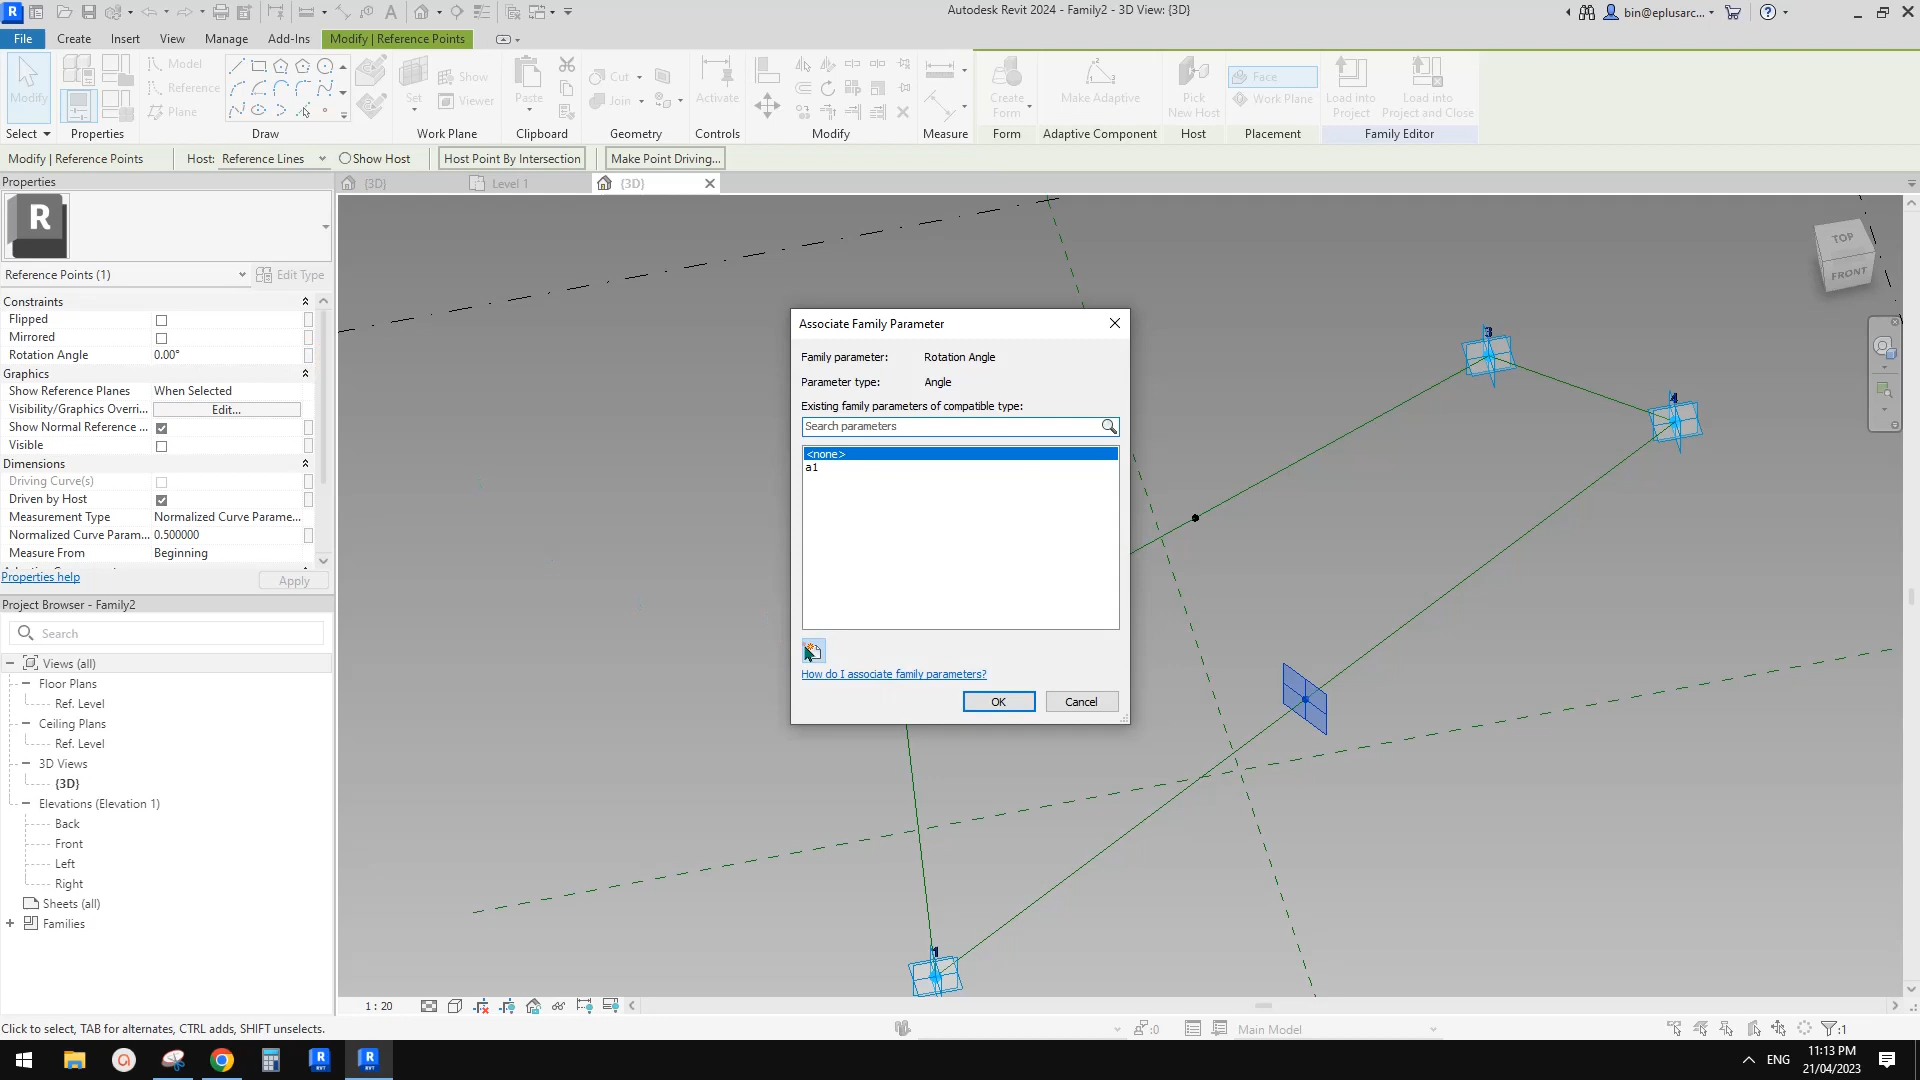 Autodesk Revit 2024 - Family2 - 3D View: {3D}
bin@eplusarc...
File Create Insert View Manage Add-Ins Modify | Reference Points
Modify
Model
Reference
Plane
Set
Show
Viewer
Paste
Cut
Join
Activate
Create
Form
Make Adaptive
Pick
New Host
Face
Work Plane
Load into
Project
Load into
Project and Close
Select Properties Draw Work Plane Clipboard Geometry Controls Modify Measure Form Adaptive Component Host Placement Family Editor
Modify | Reference Points Host: Reference Lines Show Host Host Point By Intersection Make Point Driving...
Properties
{3D} Level 1 {3D}
R
Reference Points (1) Edit Type
Constraints
Flipped
Mirrored
Rotation Angle 0.00°
Graphics
Show Reference Planes When Selected
Visibility/Graphics Overri... Edit...
Show Normal Reference ...
Visible
Dimensions
Driving Curve(s)
Driven by Host
Measurement Type Normalized Curve Parame...
Normalized Curve Param... 0.500000
Measure From Beginning
Properties help Apply
Project Browser - Family2
Search
Views (all)
Floor Plans
Ref. Level
Ceiling Plans
Ref. Level
3D Views
{3D}
Elevations (Elevation 1)
Back
Front
Left
Right
Sheets (all)
Families
TOP
FRONT
3
4
1
Associate Family Parameter
Family parameter: Rotation Angle
Parameter type: Angle
Existing family parameters of compatible type:
Search parameters
<none>
a1
How do I associate family parameters?
OK Cancel
1 : 20
Click to select, TAB for alternates, CTRL adds, SHIFT unselects.
:0
Main Model
:1
ENG
11:13 PM
21/04/2023